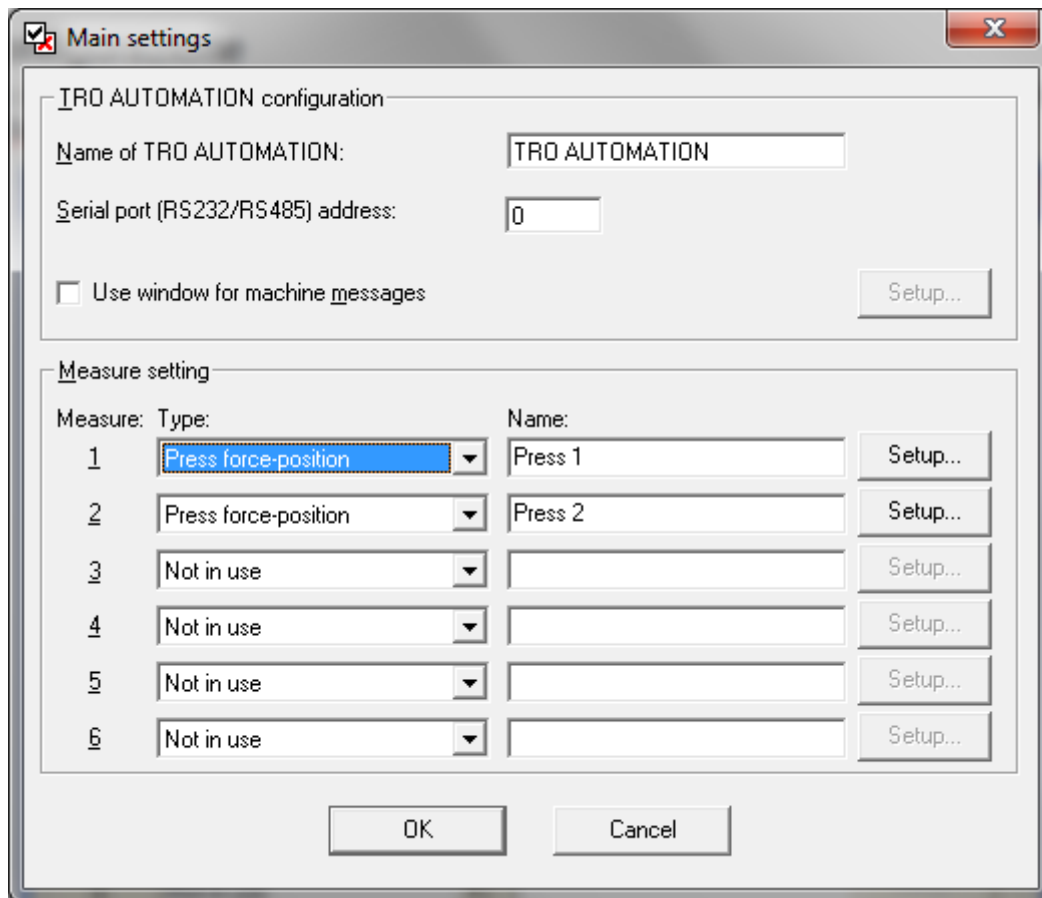 Main settings
TRO AUTOMATION configuration
Name of TRO AUTOMATION: TRO AUTOMATION
Serial port (RS232/RS485) address: 0
Use window for machine messages Setup...
Measure setting
Measure: Type: Name:
1 Press force-position Press 1 Setup...
2 Press force-position Press 2 Setup...
3 Not in use Setup...
4 Not in use Setup...
5 Not in use Setup...
6 Not in use Setup...
OK Cancel